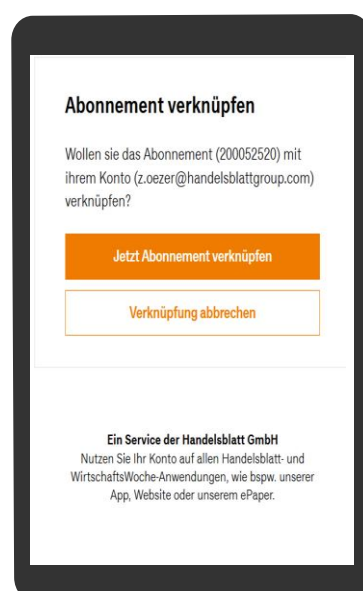 Abonnement verknüpfen
Wollen sie das Abonnement (200052520) mit
ihrem Konto (z.oezer@handelsblattgroup.com)
verknüpfen?
Jetzt Abonnement verknüpfen
Verknüpfung abbrechen
Ein Service der Handelsblatt GmbH
Nutzen Sie Ihr Konto auf allen Handelsblatt- und
WirtschaftsWoche-Anwendungen, wie bspw. unserer
App, Website oder unserem ePaper.